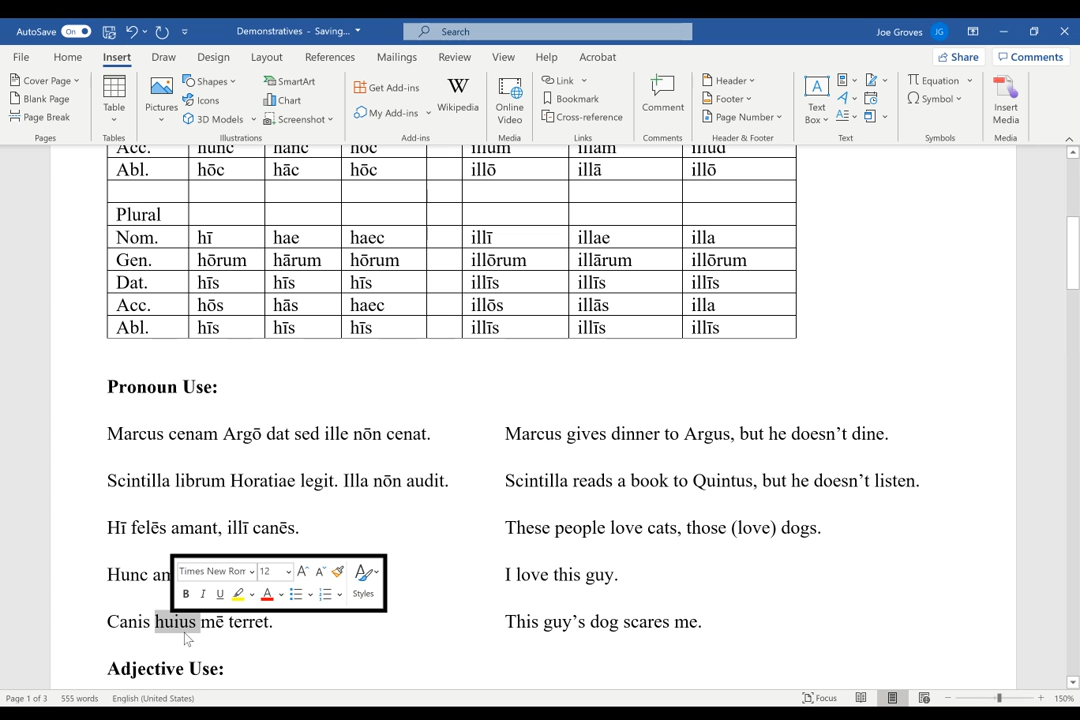 AutoSave On Demonstratives - Saving... Search Joe Groves JG
File Home Insert Draw Design Layout References Mailings Review View Help Acrobat Share Comments
Cover Page
Blank Page
Page Break
Pages
Table
Tables
Pictures
Shapes
Icons
3D Models
SmartArt
Chart
Screenshot
Illustrations
Get Add-ins
My Add-ins
Wikipedia
Add-ins
Online Video
Media
Link
Bookmark
Cross-reference
Links
Comment
Comments
Header
Footer
Page Number
Header & Footer
Text Box
Text
Equation
Symbol
Symbols
Insert Media
Media
Acc. hunc hanc hoc illum illam illud
Abl. hōc hāc hōc illō illā illō
Plural
Nom. hī hae haec illī illae illa
Gen. hōrum hārum hōrum illōrum illārum illōrum
Dat. hīs hīs hīs illīs illīs illīs
Acc. hōs hās haec illōs illās illa
Abl. hīs hīs hīs illīs illīs illīs
Pronoun Use:
Marcus cenam Argō dat sed ille nōn cenat. Marcus gives dinner to Argus, but he doesn't dine.
Scintilla librum Horatiae legit. Illa nōn audit. Scintilla reads a book to Quintus, but he doesn't listen.
Hī felēs amant, illī canēs. These people love cats, those (love) dogs.
Hunc am I love this guy.
Times New Rom 12
B I U A Styles
Canis huius mē terret. This guy's dog scares me.
Adjective Use:
Page 1 of 3 555 words English (United States) Focus 150%